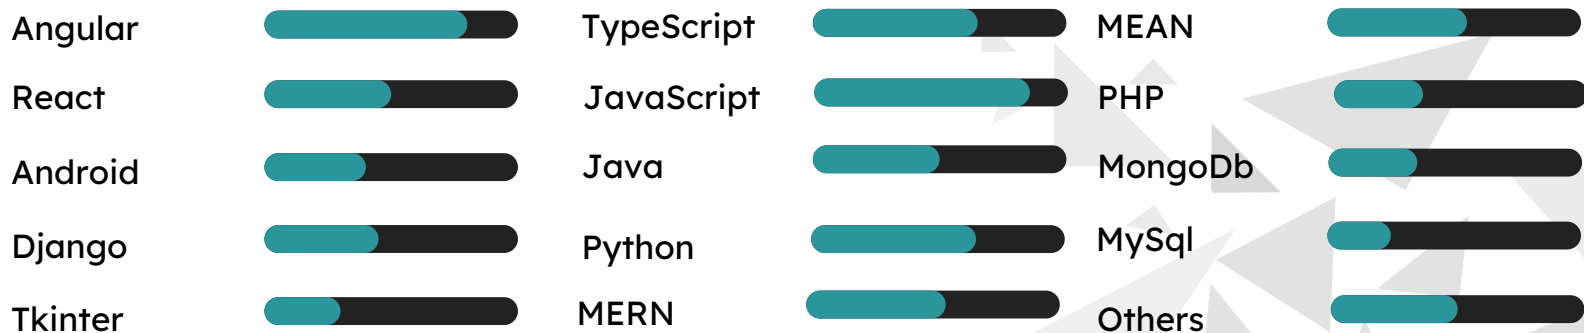 Angular
React
Android
Django
Tkinter
TypeScript
JavaScript
Java
Python
MERN
MEAN
PHP
MongoDb
MySql
Others